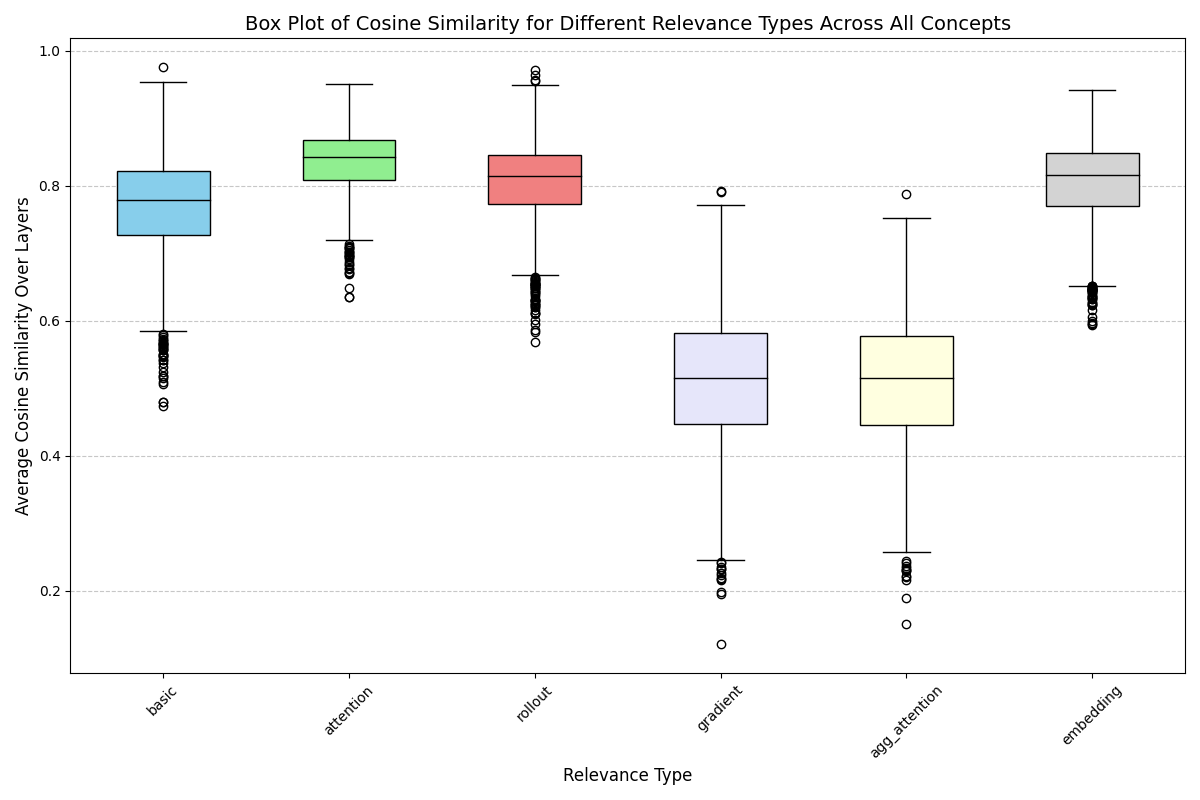 Box Plot of Cosine Similarity for Different Relevance Types Across All Concepts
Average Cosine Similarity Over Layers
1.0
0.8
0.6
0.4
0.2
basic
attention
rollout
gradient
agg_attention
embedding
Relevance Type